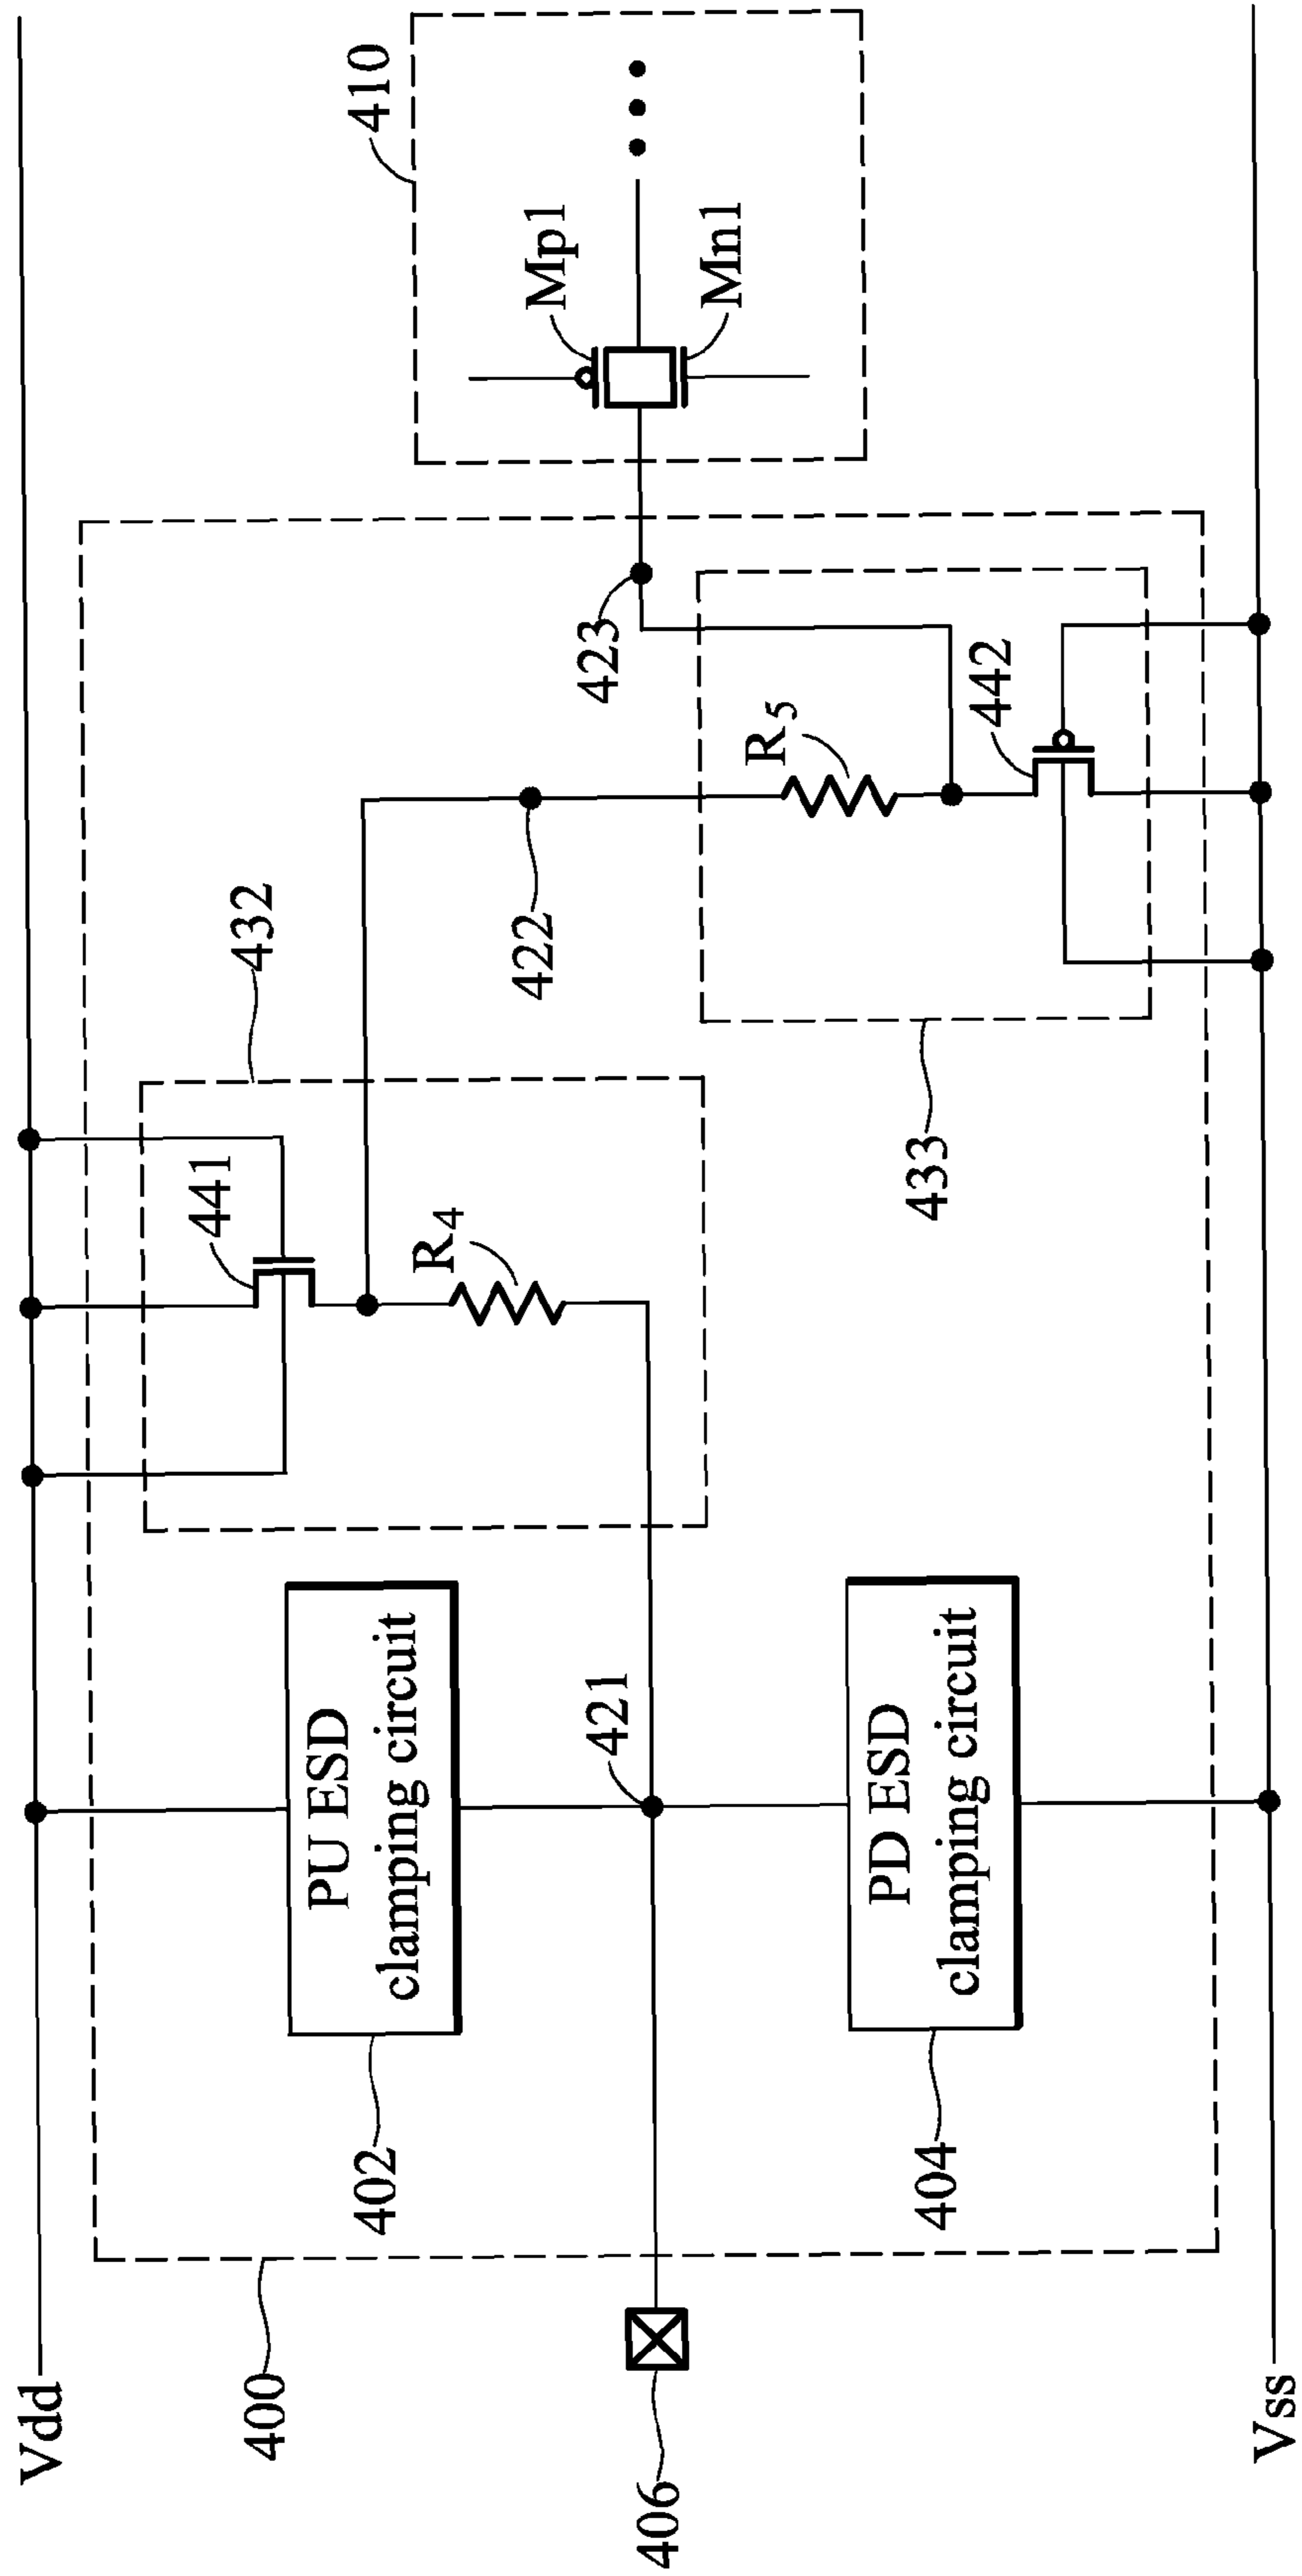 Vdd
400
402
PU ESD
clamping circuit
441
432
R4
421
422
423
410
Mp1
Mn1
406
404
PD ESD
clamping circuit
433
R5
442
Vss